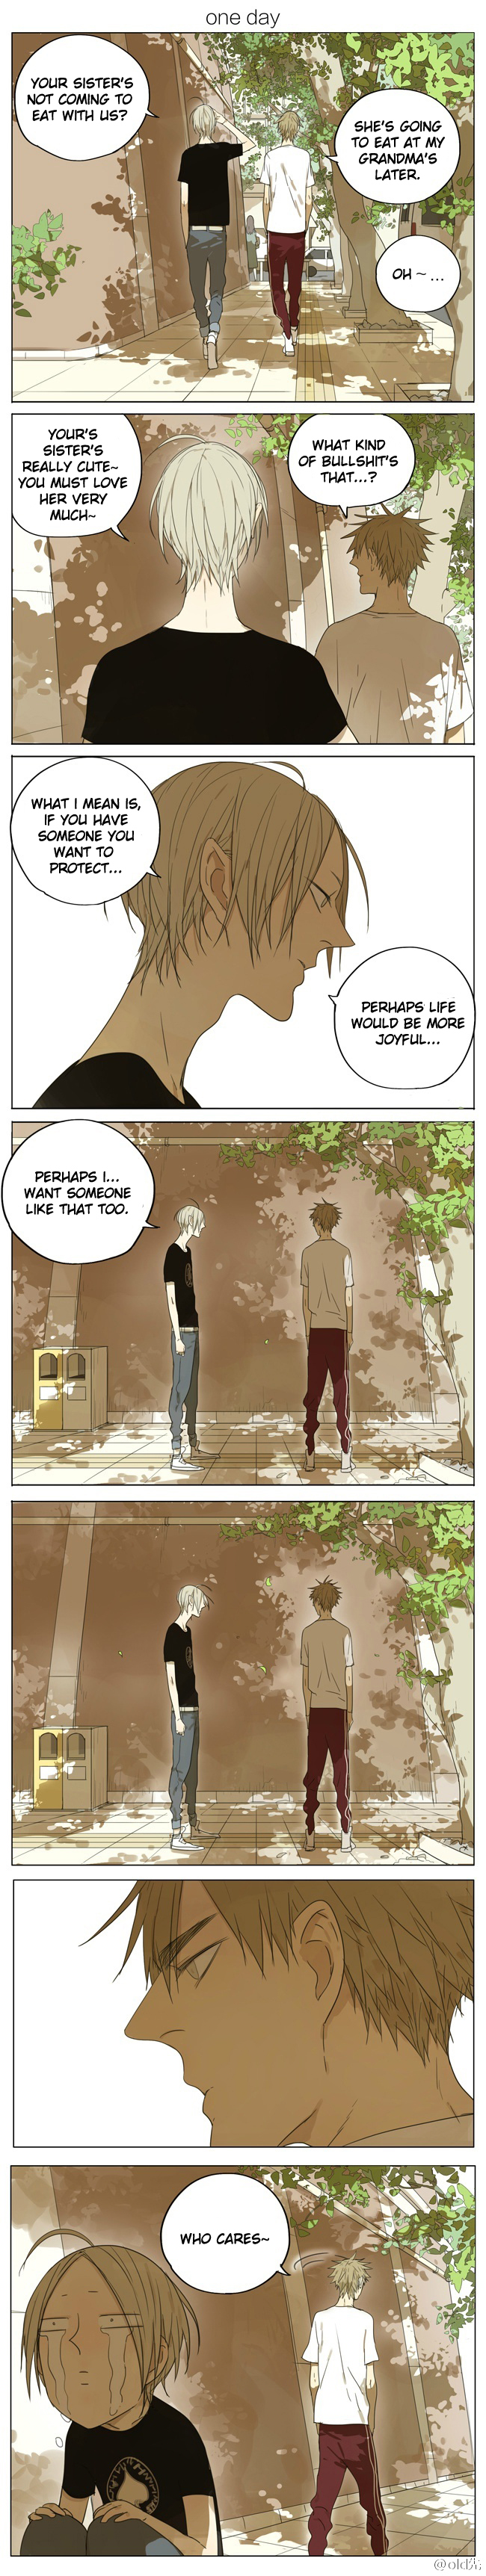 one day
YOUR SISTER'S
NOT COMING TO
EAT WITH US?
SHE'S GOING
TO EAT AT MY
GRANDMA'S
LATER.
OH ~ ...
YOUR'S
SISTER'S
REALLY CUTE~
YOU MUST LOVE
HER VERY
MUCH~
WHAT KIND
OF BULLSHIT'S
THAT...?
WHAT I MEAN IS,
IF YOU HAVE
SOMEONE YOU
WANT TO
PROTECT...
PERHAPS LIFE
WOULD BE MORE
JOYFUL...
PERHAPS I...
WANT SOMEONE
LIKE THAT TOO.
WHO CARES~
@old先